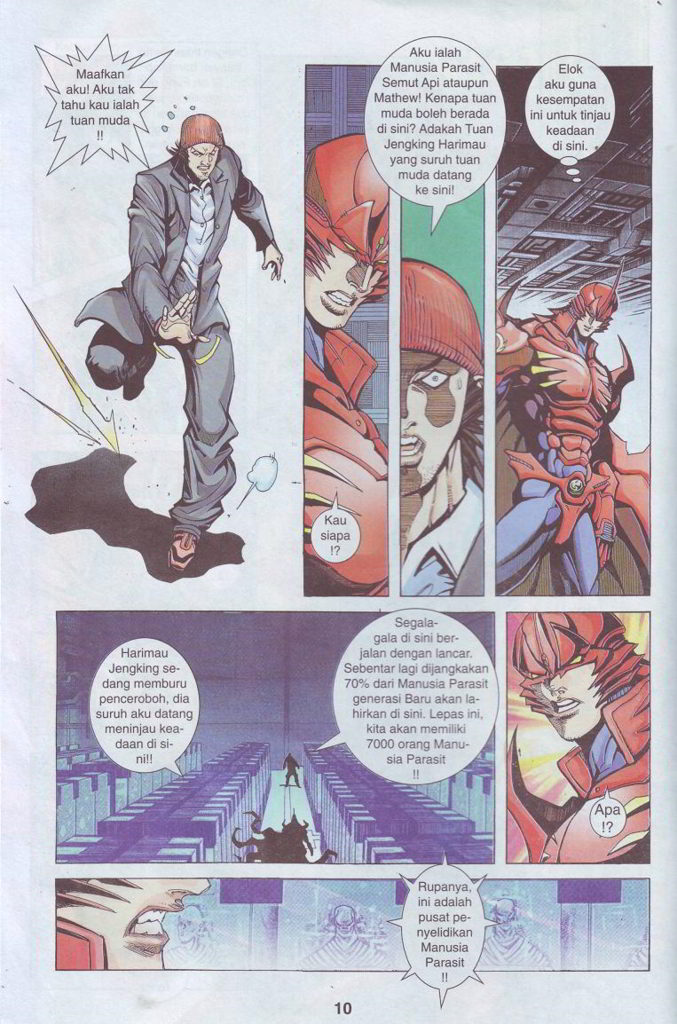 Maafkan
aku! Aku tak
tahu kau ialah
tuan muda
!!
Kau
siapa
!?
Aku ialah
Manusia Parasit
Semut Api ataupun
Mathew! Kenapa tuan
muda boleh berada
di sini? Adakah Tuan
Jengking Harimau
yang suruh tuan
muda datang
ke sini!
Elok
aku guna
kesempatan
ini untuk tinjau
keadaan
di sini.
Harimau
Jengking se-
dang memburu
penceroboh, dia
suruh aku datang
meninjau kea-
daan di si-
ni!!
Segala-
gala di sini ber-
jalan dengan lancar.
Sebentar lagi dijangkakan
70% dari Manusia Parasit
generasi Baru akan la-
hirkan di sini. Lepas ini,
kita akan memiliki
7000 orang Manu-
sia Parasit
!!
Apa
!?
Rupanya,
ini adalah
pusat pe-
nyelidikan
Manusia
Parasit
!!
10